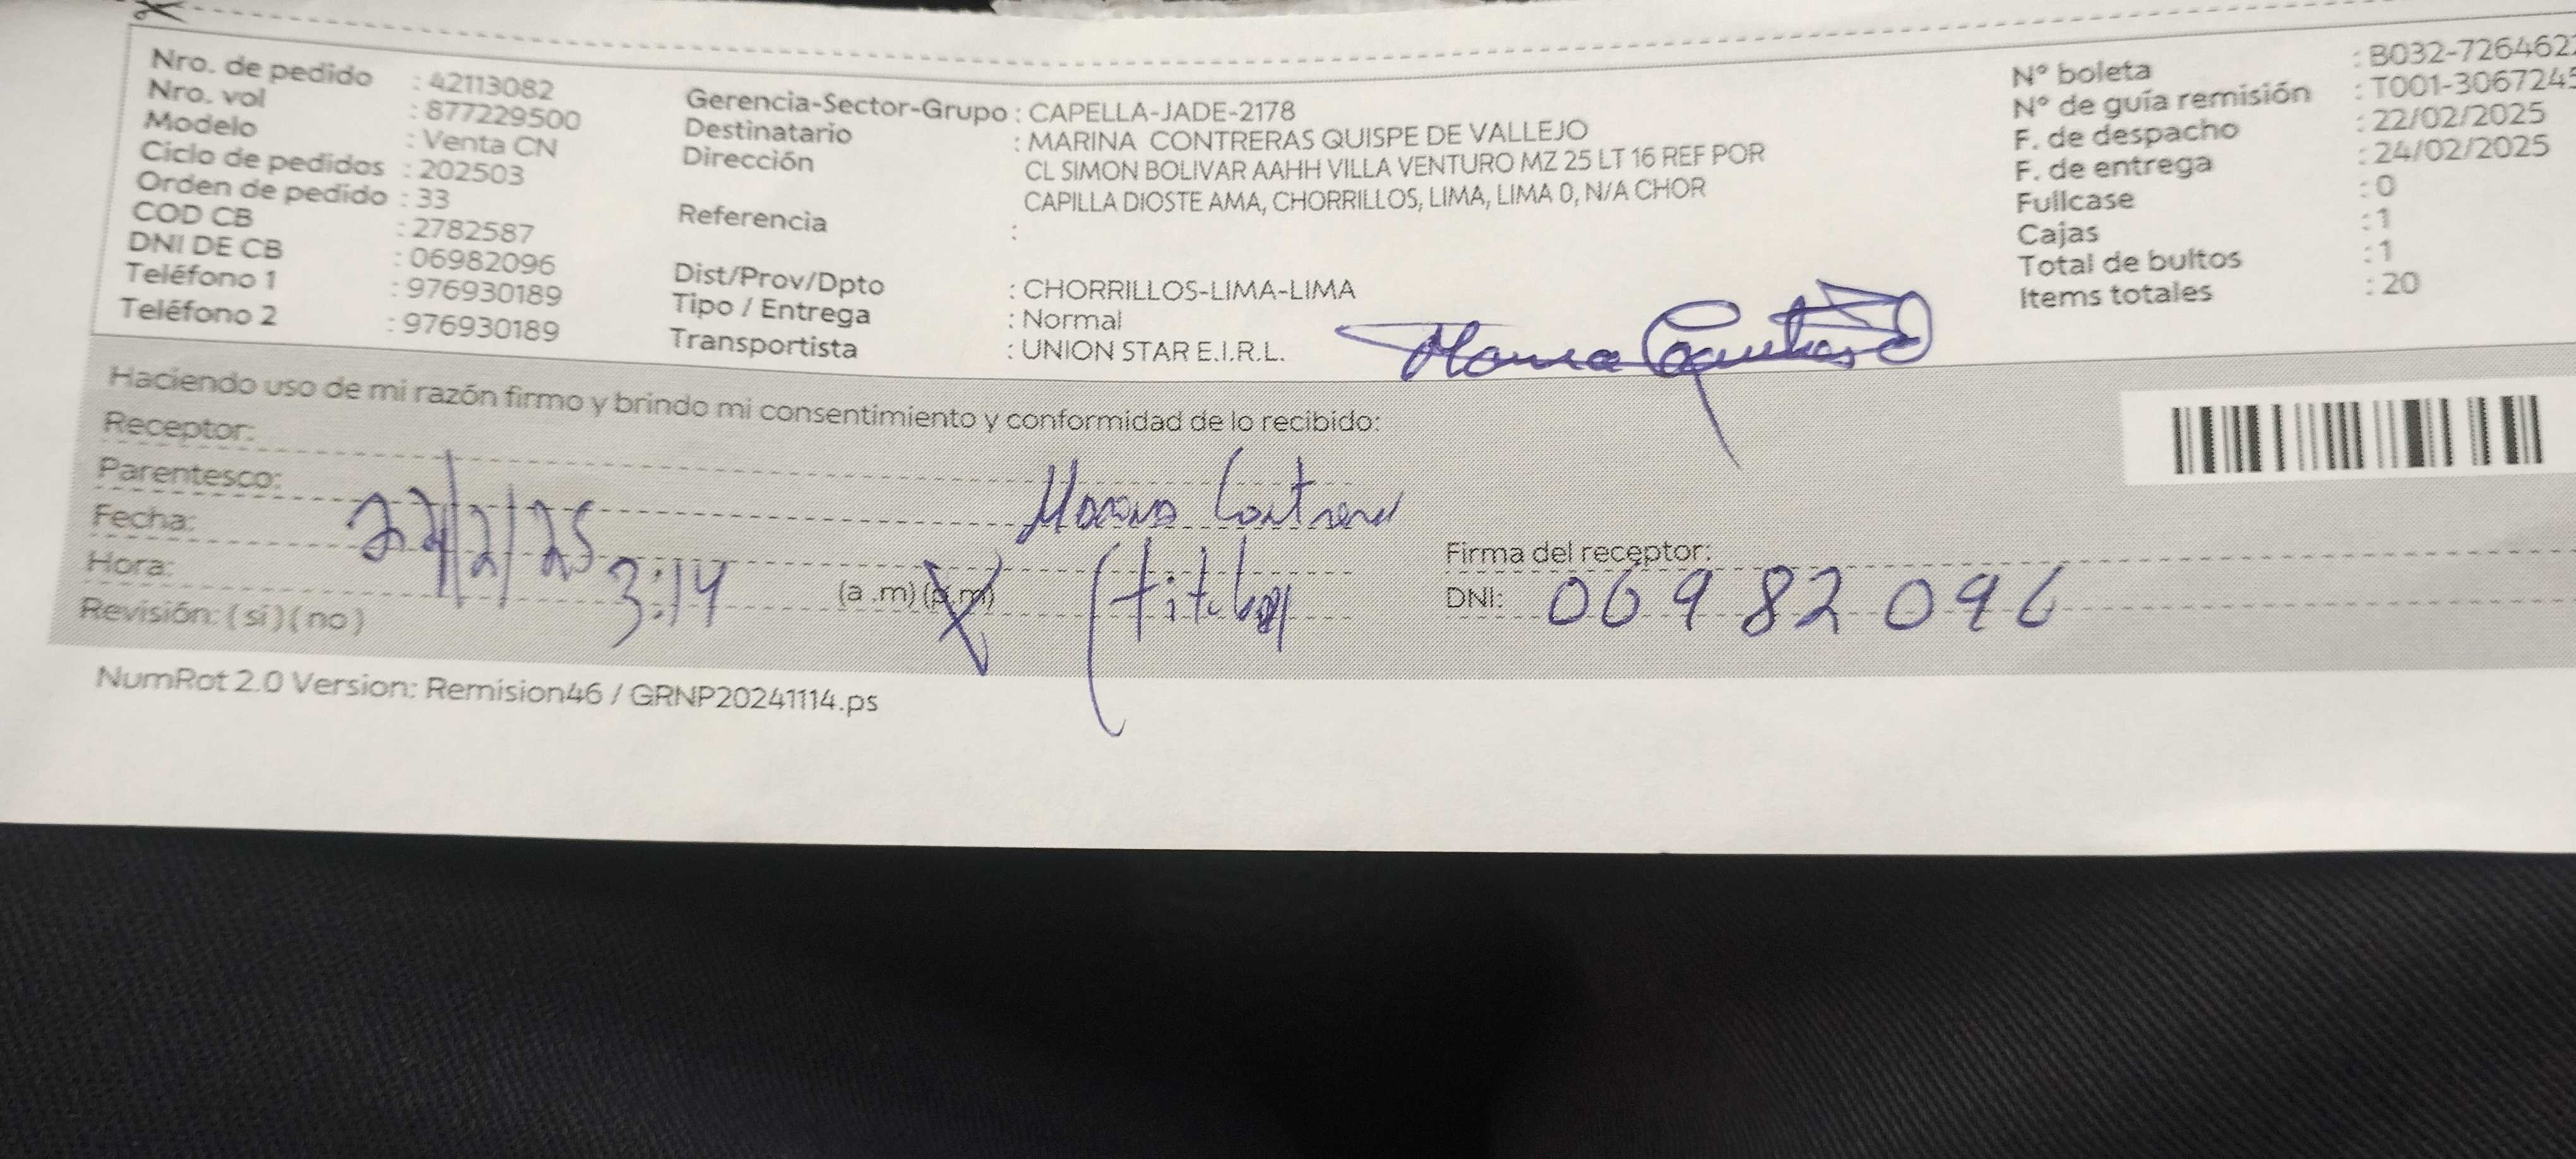 Nro. de pedido : 42113082
Nro. vol : 877229500
Modelo : Venta CN
Ciclo de pedidos : 202503
Orden de pedido : 33
COD CB : 2782587
DNI DE CB : 06982096
Teléfono 1 : 976930189
Teléfono 2 : 976930189
Gerencia-Sector-Grupo : CAPELLA-JADE-2178
Destinatario : MARINA CONTRERAS QUISPE DE VALLEJO
Dirección CL SIMON BOLIVAR AAHH VILLA VENTURO MZ 25 LT 16 REF POR
CAPILLA DIOSTE AMA, CHORRILLOS, LIMA, LIMA 0, N/A CHOR
Referencia :
Dist/Prov/Dpto : CHORRILLOS-LIMA-LIMA
Tipo / Entrega : Normal
Transportista : UNION STAR E.I.R.L.
N° boleta : B032-726462
N° de guía remisión : T001-3067245
F. de despacho : 22/02/2025
F. de entrega : 24/02/2025
Fullcase : 0
Cajas : 1
Total de bultos : 1
Items totales : 20
Haciendo uso de mi razón firmo y brindo mi consentimiento y conformidad de lo recibido:
Receptor:
Parentesco:
Fecha: /2/25
Hora: 3:14 (a .m) (p.m)
Revisión: ( si ) ( no )
Firma del receptor:
DNI: 06982096
NumRot 2.0 Version: Remision46 / GRNP20241114.ps